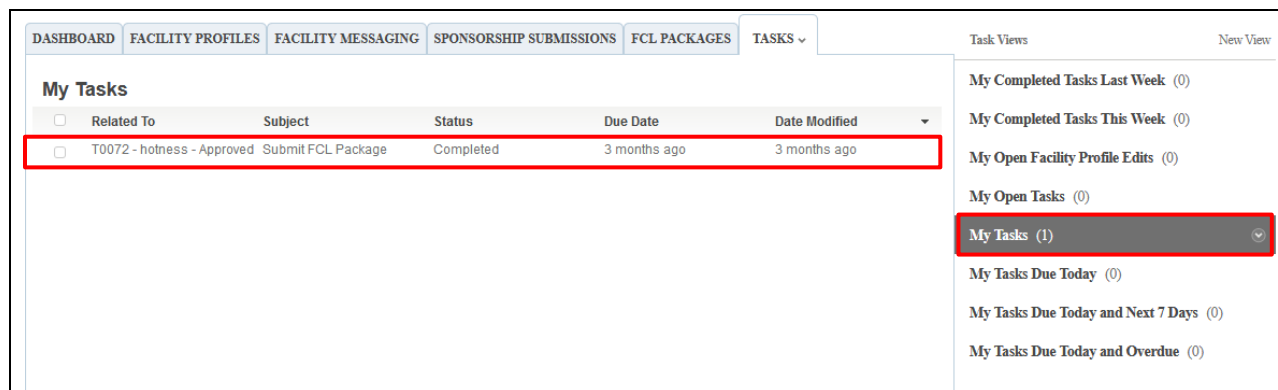 DASHBOARD FACILITY PROFILES FACILITY MESSAGING SPONSORSHIP SUBMISSIONS FCL PACKAGES TASKS
My Tasks
Related To Subject Status Due Date Date Modified
T0072 - hotness - Approved Submit FCL Package Completed 3 months ago 3 months ago
Task Views New View
My Completed Tasks Last Week (0)
My Completed Tasks This Week (0)
My Open Facility Profile Edits (0)
My Open Tasks (0)
My Tasks (1)
My Tasks Due Today (0)
My Tasks Due Today and Next 7 Days (0)
My Tasks Due Today and Overdue (0)